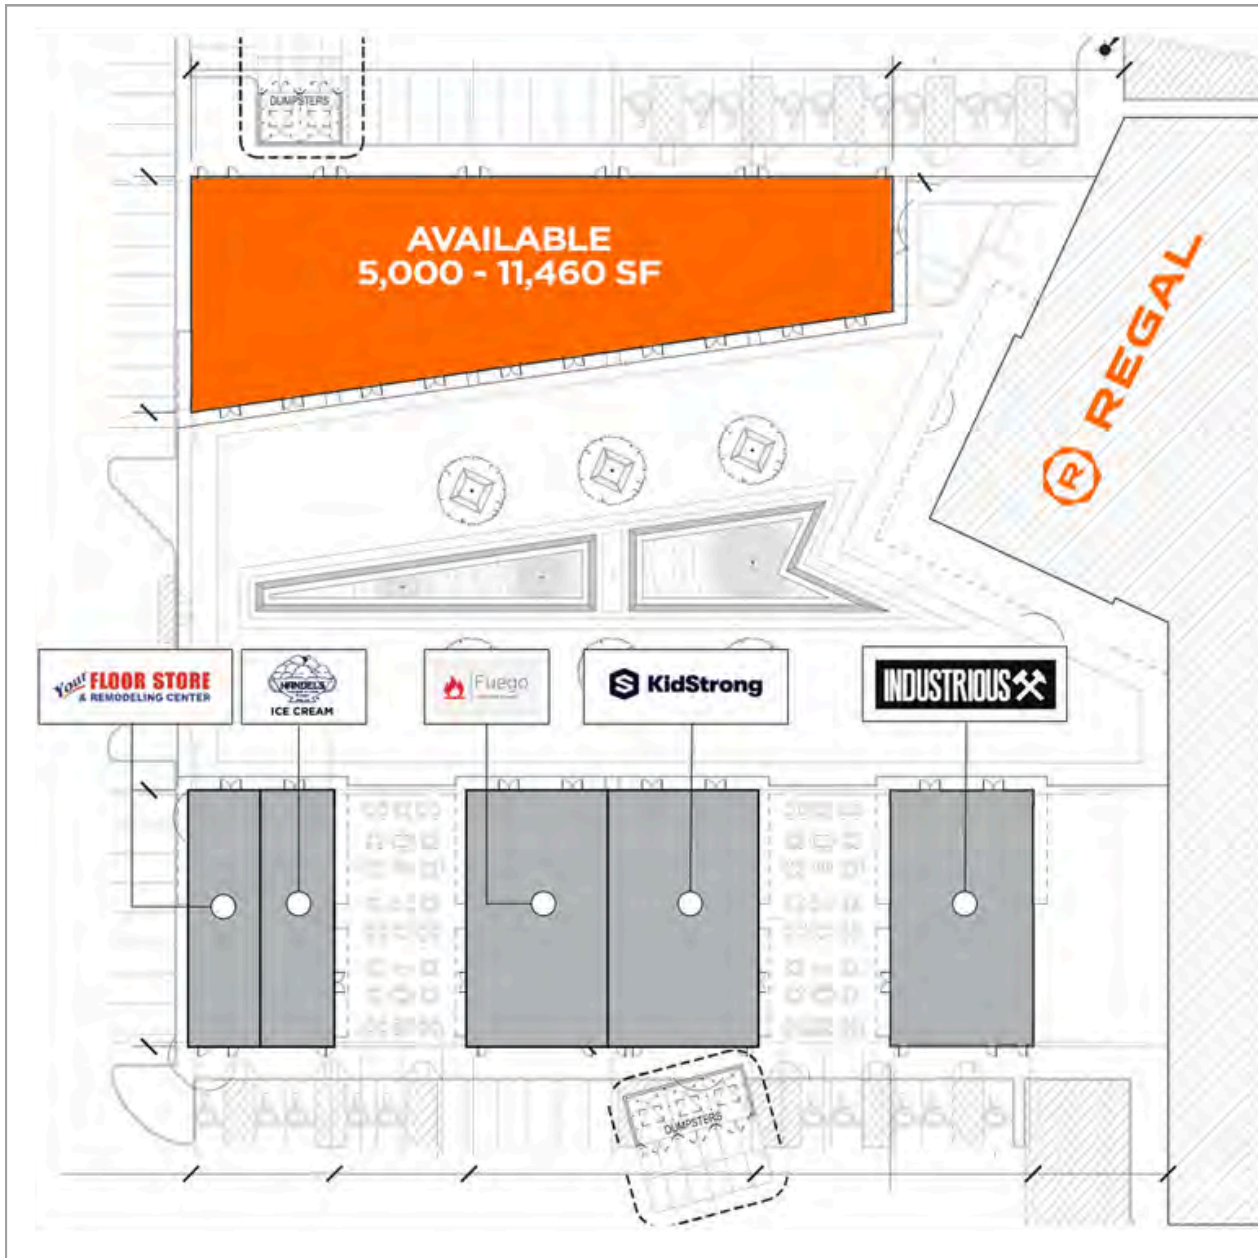 DUMPSTERS
AVAILABLE
5,000 - 11,460 SF
R REGAL
Your FLOOR STORE
& REMODELING CENTER
HANDEL'S
ICE CREAM
Fuego
KidStrong
INDUSTRIOUS
DUMPSTERS